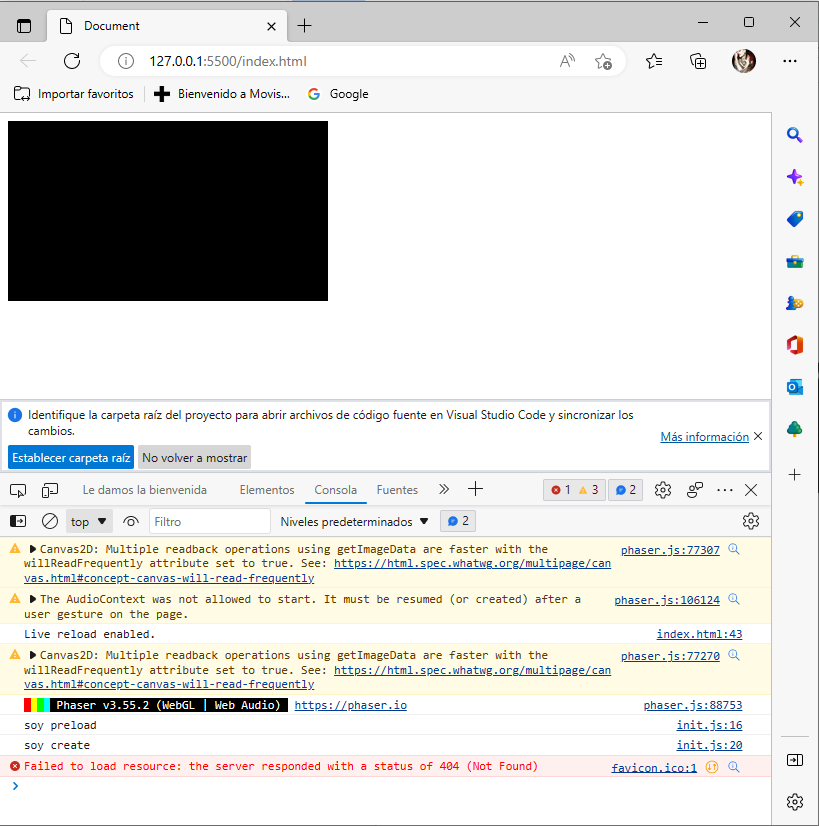 Document
127.0.0.1:5500/index.html
Importar favoritos
Bienvenido a Movis...
Google
Identifique la carpeta raíz del proyecto para abrir archivos de código fuente en Visual Studio Code y sincronizar los
cambios.
Más información
Establecer carpeta raíz
No volver a mostrar
Le damos la bienvenida
Elementos
Consola
Fuentes
1
3
2
top
Filtro
Niveles predeterminados
2
Canvas2D: Multiple readback operations using getImageData are faster with the phaser.js:77307
willReadFrequently attribute set to true. See: https://html.spec.whatwg.org/multipage/can
vas.html#concept-canvas-will-read-frequently
The AudioContext was not allowed to start. It must be resumed (or created) after a phaser.js:106124
user gesture on the page.
Live reload enabled. index.html:43
Canvas2D: Multiple readback operations using getImageData are faster with the phaser.js:77270
willReadFrequently attribute set to true. See: https://html.spec.whatwg.org/multipage/can
vas.html#concept-canvas-will-read-frequently
Phaser v3.55.2 (WebGL | Web Audio) https://phaser.io phaser.js:88753
soy preload init.js:16
soy create init.js:20
Failed to load resource: the server responded with a status of 404 (Not Found) favicon.ico:1